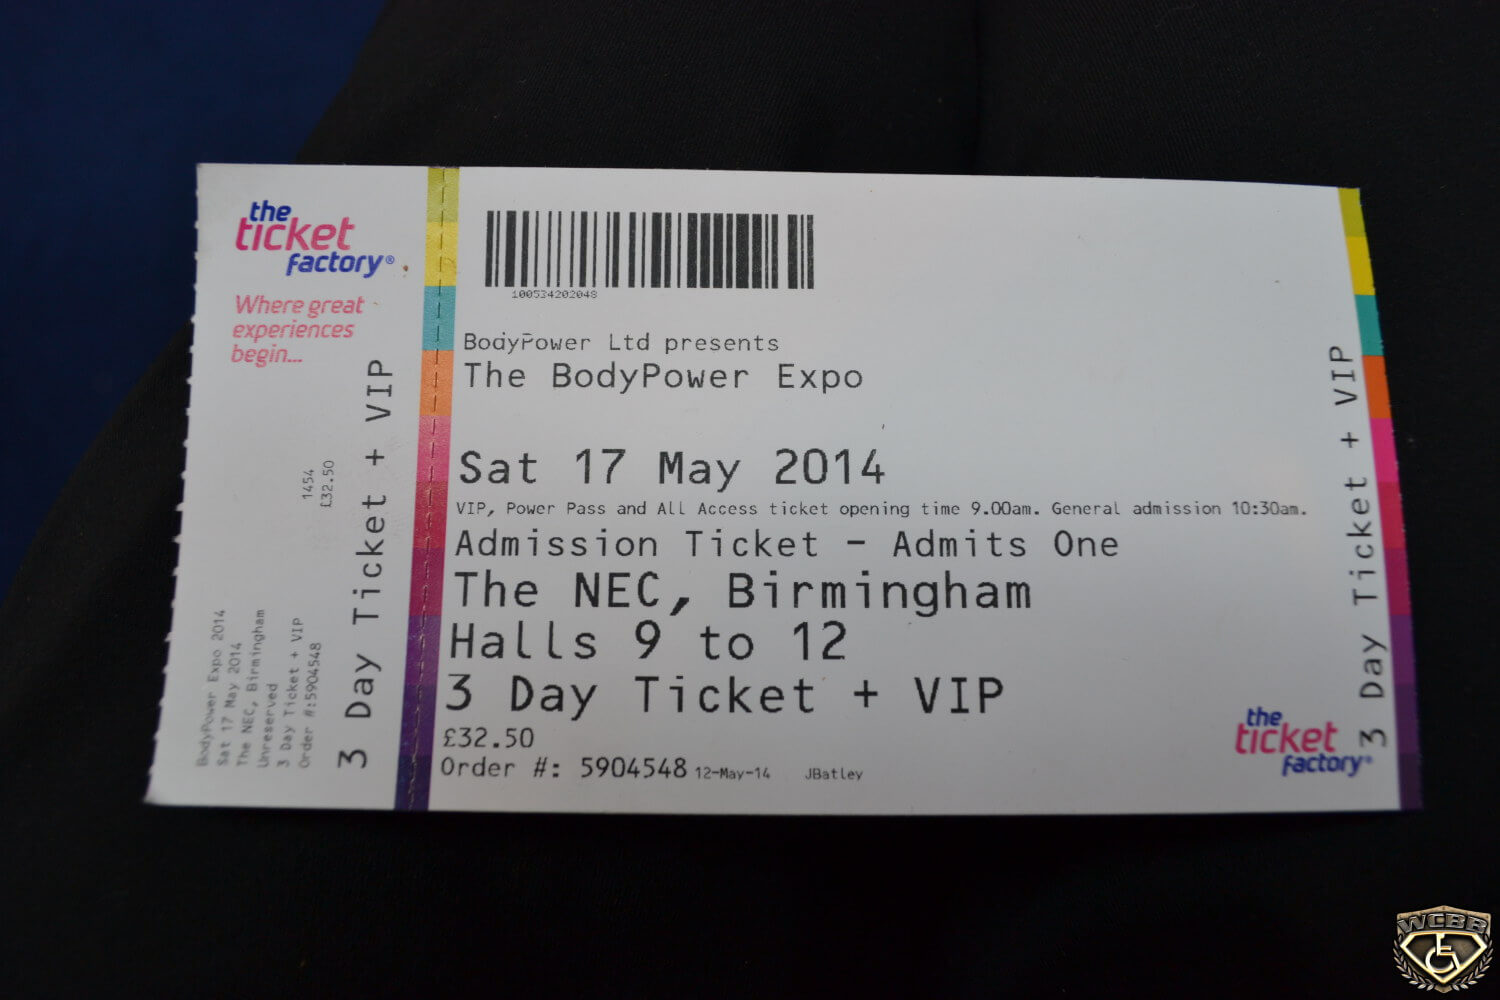 the
ticket
factory®
Where great
experiences
begin...
1454
£32.50
BodyPower Expo 2014
Sat 17 May 2014
The NEC, Birmingham
Unreserved
3 Day Ticket + VIP
Order #:5904548
3 Day Ticket + VIP
100534202048
BodyPower Ltd presents
The BodyPower Expo
Sat 17 May 2014
VIP, Power Pass and All Access ticket opening time 9.00am. General admission 10:30am.
Admission Ticket - Admits One
The NEC, Birmingham
Halls 9 to 12
3 Day Ticket + VIP
£32.50
Order #: 5904548 12-May-14 JBatley
the
ticket
factory®
3 Day Ticket + VIP
WCBB